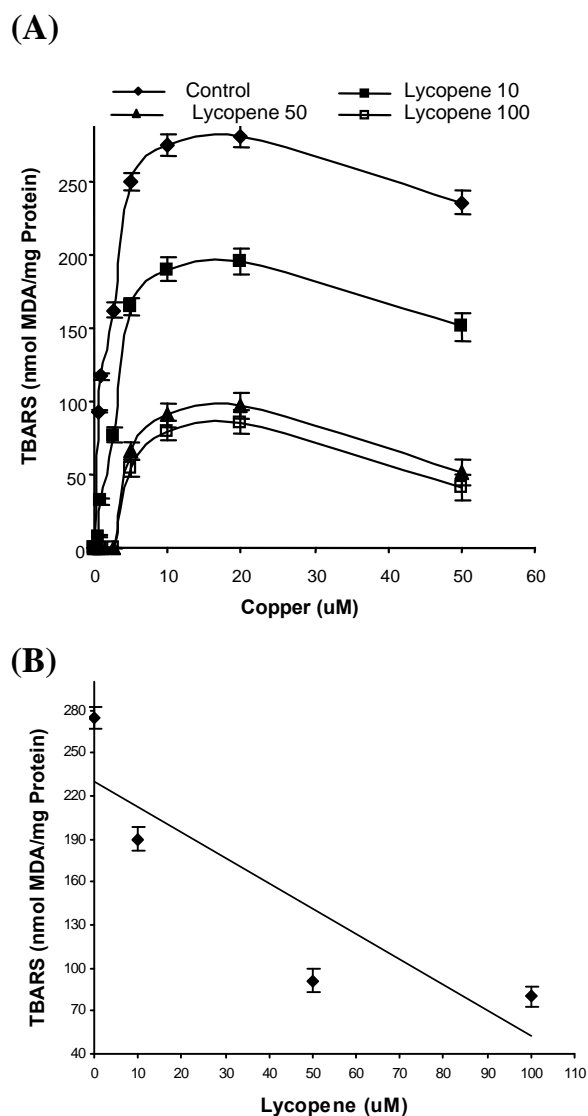 (A)
Control
Lycopene 10
Lycopene 50
Lycopene 100
TBARS (nmol MDA/mg Protein)
250
200
150
100
50
0
0 10 20 30 40 50 60
Copper (uM)
(B)
TBARS (nmol MDA/mg Protein)
280
250
220
190
160
130
100
70
40
0 10 20 30 40 50 60 70 80 90 100 110
Lycopene (uM)